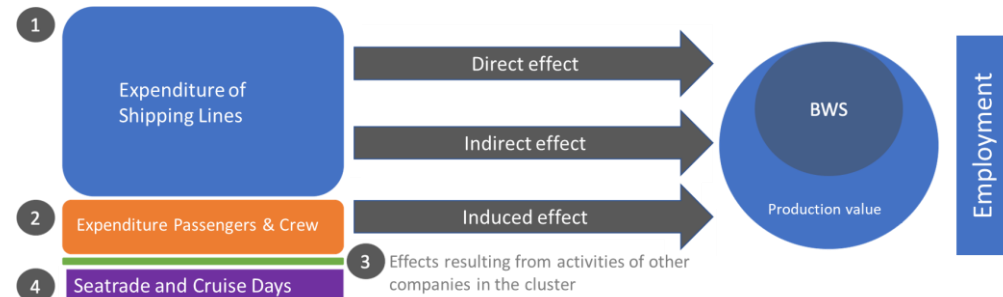 1
Expenditure of
Shipping Lines
Direct effect
Indirect effect
BWS
Production value
Employment
2
Expenditure Passengers & Crew
Induced effect
3
Effects resulting from activities of other
companies in the cluster
4
Seatrade and Cruise Days